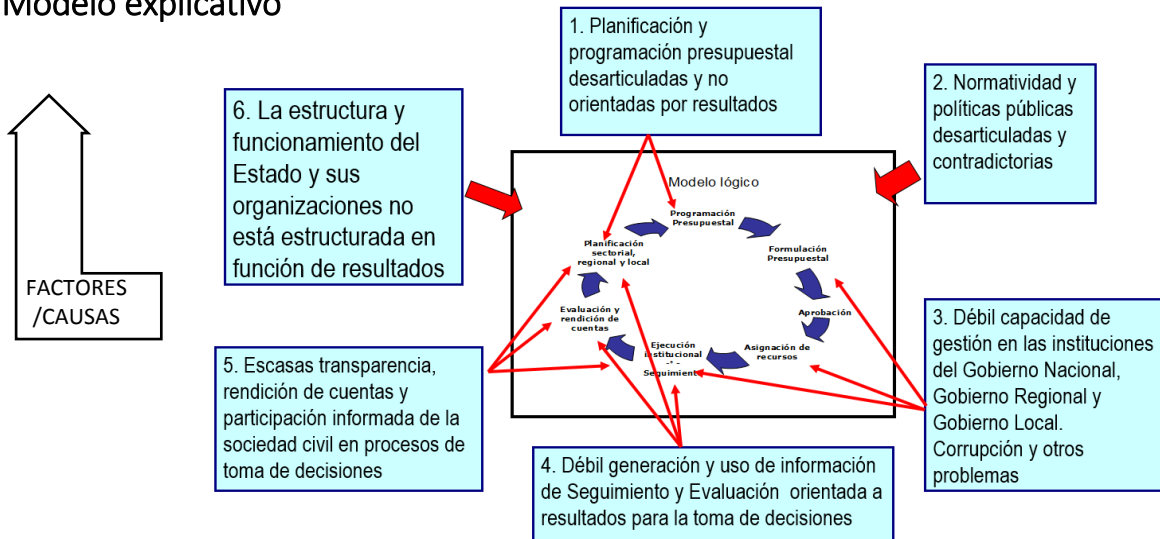 Modelo explicativo
1. Planificación y
programación presupuestal
desarticuladas y no
orientadas por resultados
2. Normatividad y
políticas públicas
desarticuladas y
contradictorias
6. La estructura y
funcionamiento del
Estado y sus
organizaciones no
está estructurada en
función de resultados
FACTORES
/CAUSAS
Modelo lógico
Programación
Presupuestal
Planificación
sectorial,
regional y local
Formulación
Presupuestal
Evaluación y
rendición de
cuentas
Aprobación
Ejecución
institucional
Seguimient
Asignación de
recursos
3. Débil capacidad de
gestión en las instituciones
del Gobierno Nacional,
Gobierno Regional y
Gobierno Local.
Corrupción y otros
problemas
5. Escasas transparencia,
rendición de cuentas y
participación informada de la
sociedad civil en procesos de
toma de decisiones
4. Débil generación y uso de información
de Seguimiento y Evaluación orientada a
resultados para la toma de decisiones